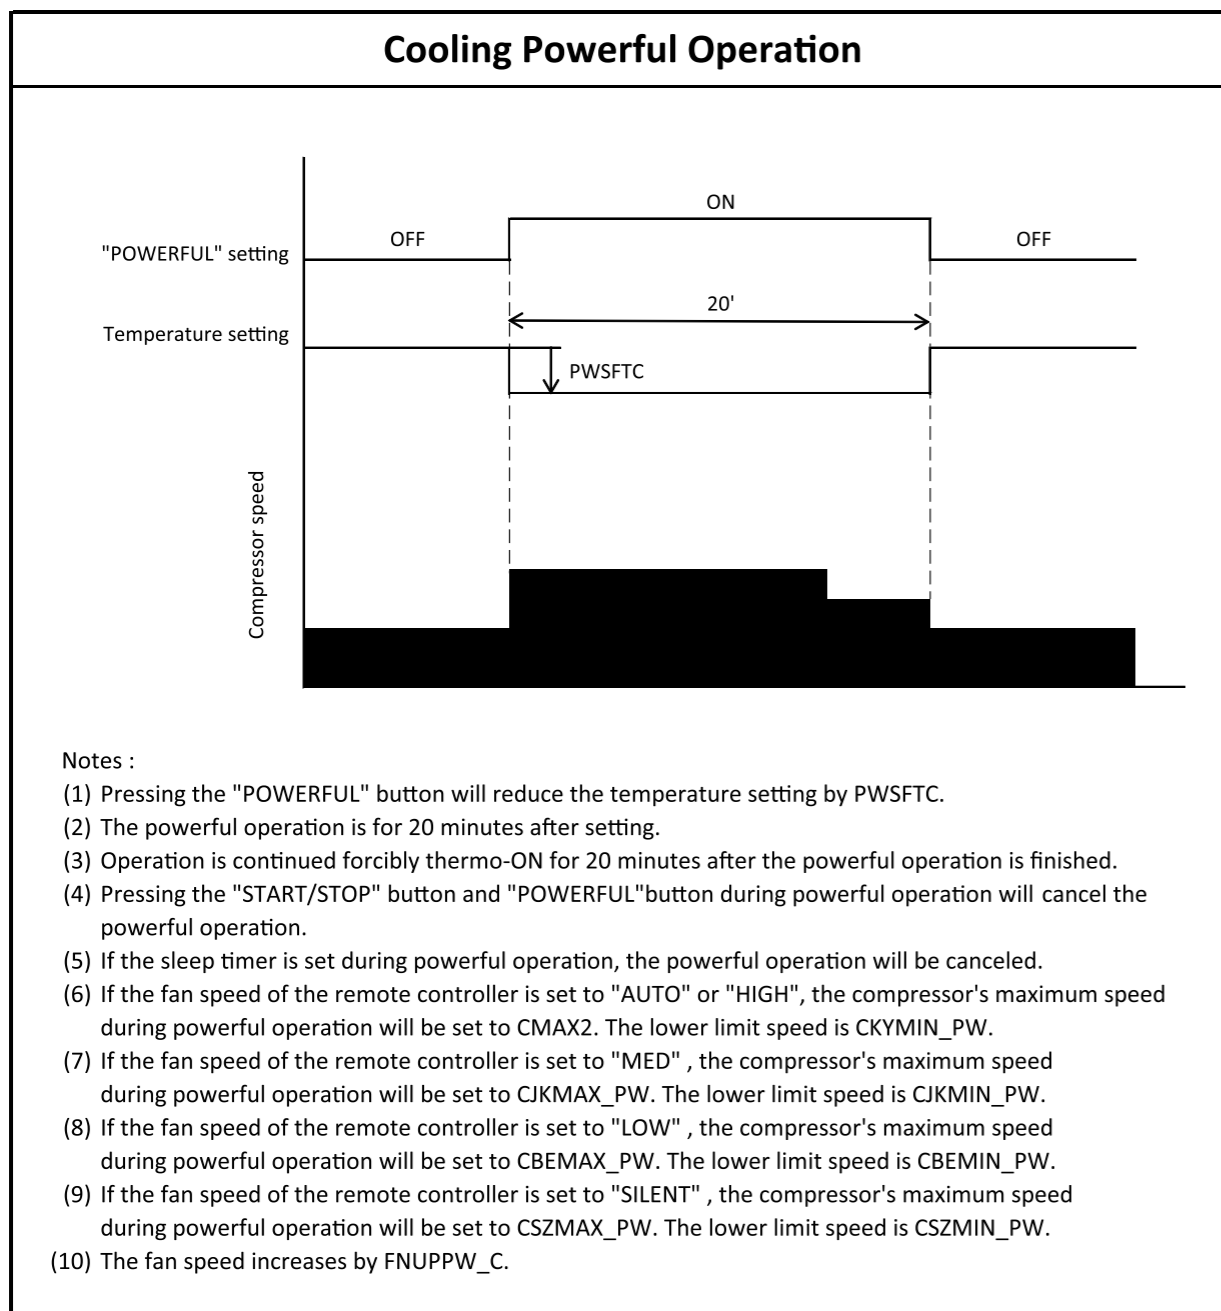 Cooling Powerful Operation
ON
OFF
OFF
"POWERFUL" setting
20'
Temperature setting
PWSFTC
Compressor speed
Notes :
(1) Pressing the "POWERFUL" button will reduce the temperature setting by PWSFTC.
(2) The powerful operation is for 20 minutes after setting.
(3) Operation is continued forcibly thermo-ON for 20 minutes after the powerful operation is finished.
(4) Pressing the "START/STOP" button and "POWERFUL"button during powerful operation will cancel the
powerful operation.
(5) If the sleep timer is set during powerful operation, the powerful operation will be canceled.
(6) If the fan speed of the remote controller is set to "AUTO" or "HIGH", the compressor's maximum speed
during powerful operation will be set to CMAX2. The lower limit speed is CKYMIN_PW.
(7) If the fan speed of the remote controller is set to "MED" , the compressor's maximum speed
during powerful operation will be set to CJKMAX_PW. The lower limit speed is CJKMIN_PW.
(8) If the fan speed of the remote controller is set to "LOW" , the compressor's maximum speed
during powerful operation will be set to CBEMAX_PW. The lower limit speed is CBEMIN_PW.
(9) If the fan speed of the remote controller is set to "SILENT" , the compressor's maximum speed
during powerful operation will be set to CSZMAX_PW. The lower limit speed is CSZMIN_PW.
(10) The fan speed increases by FNUPPW_C.